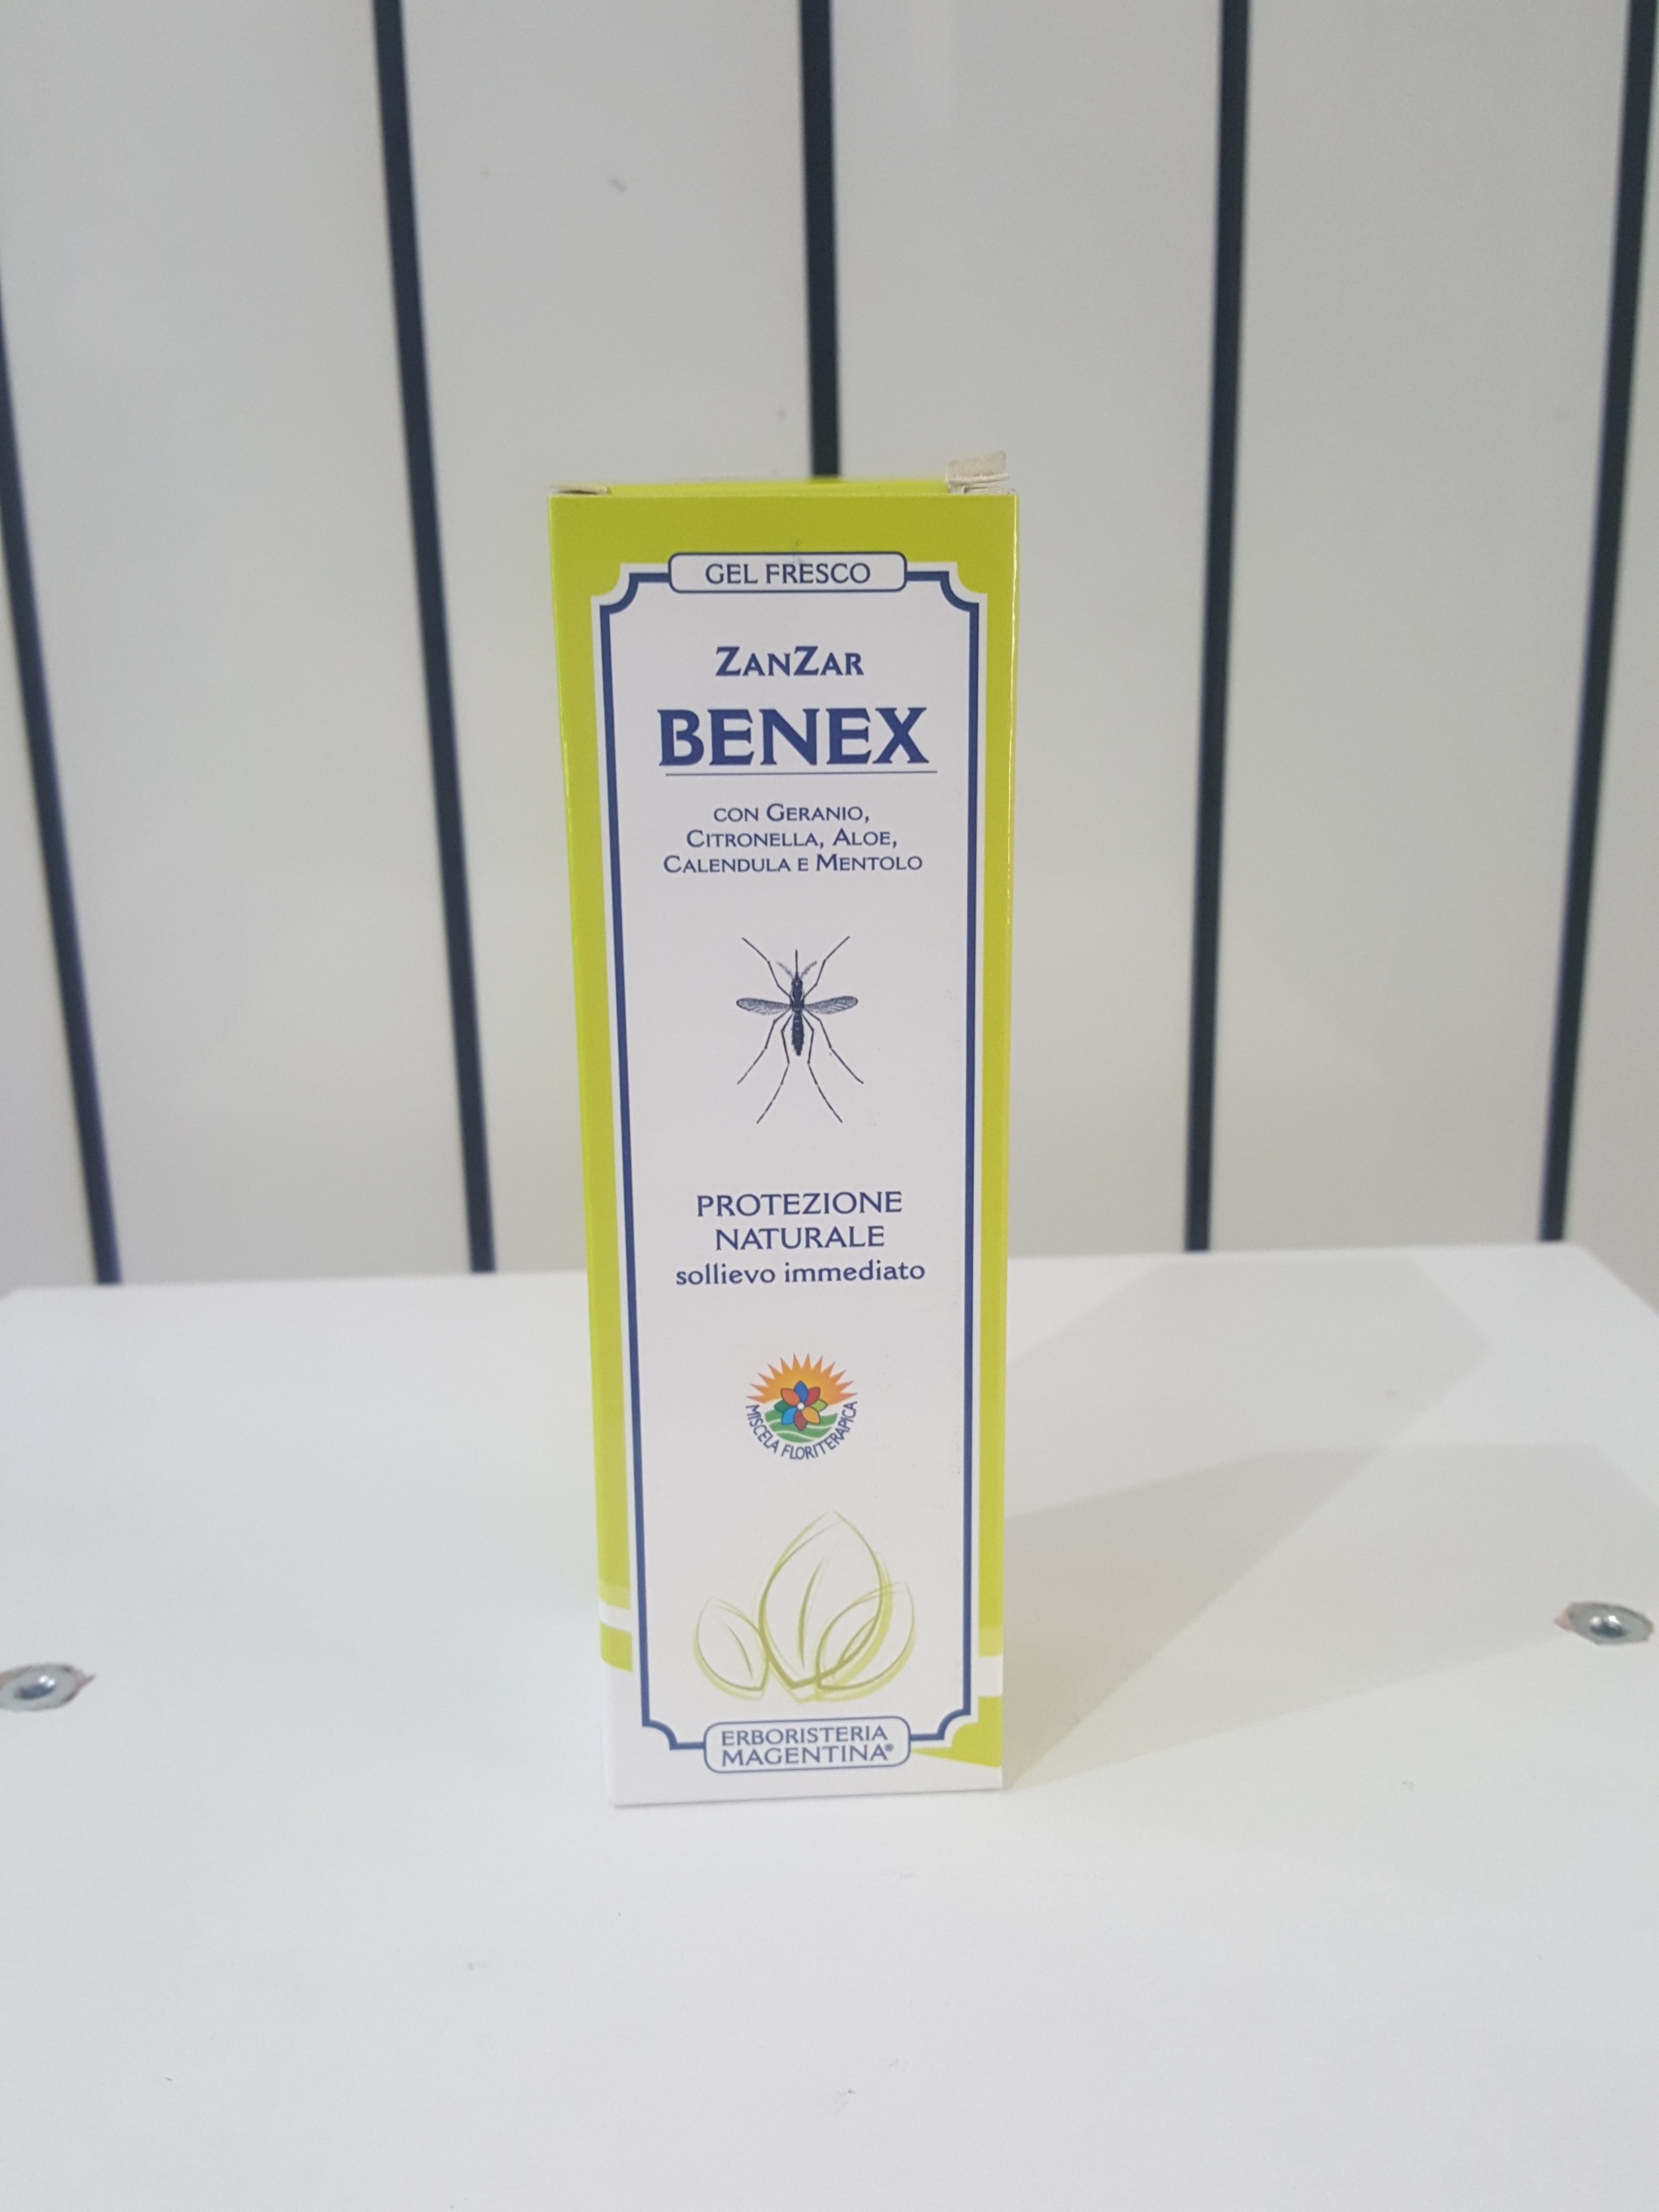 GEL FRESCO
ZANZAR
BENEX
CON GERANIO,
CITRONELLA, ALOE,
CALENDULA E MENTOLO
PROTEZIONE
NATURALE
sollievo immediato
MISCELA FLORITERAPICA
ERBORISTERIA
MAGENTINA®